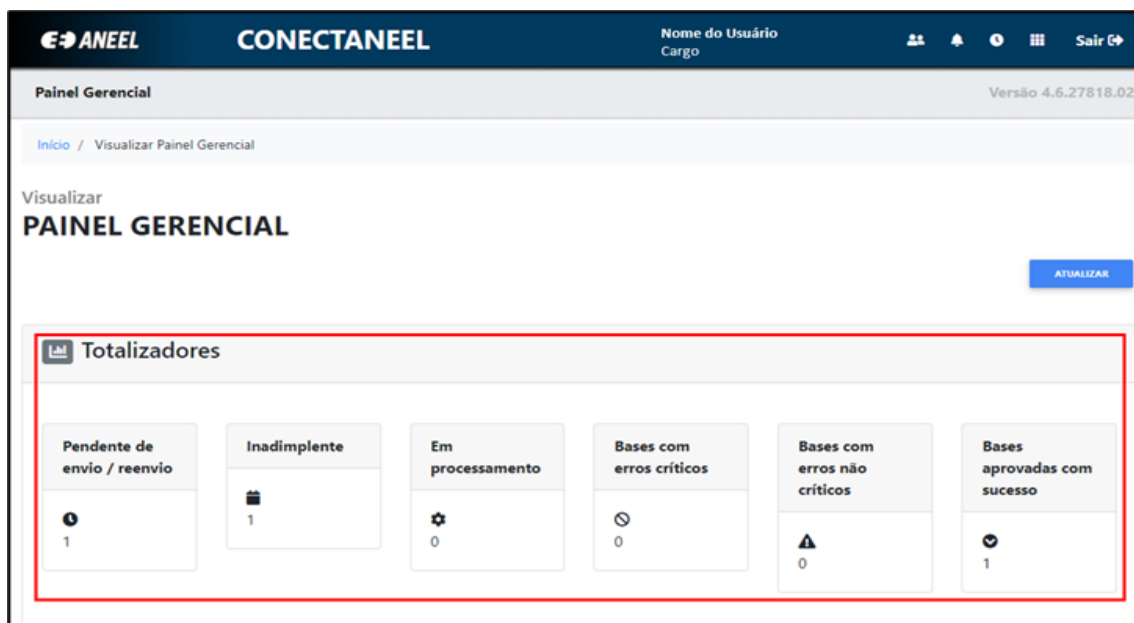 ANEEL
CONECTANEEL
Nome do Usuário
Cargo
Sair
Painel Gerencial
Versão 4.6.27818.02
Início / Visualizar Painel Gerencial
Visualizar
PAINEL GERENCIAL
ATUALIZAR
Totalizadores
Pendente de
envio / reenvio
1
Inadimplente
1
Em
processamento
0
Bases com
erros críticos
0
Bases com
erros não
críticos
0
Bases
aprovadas com
sucesso
1